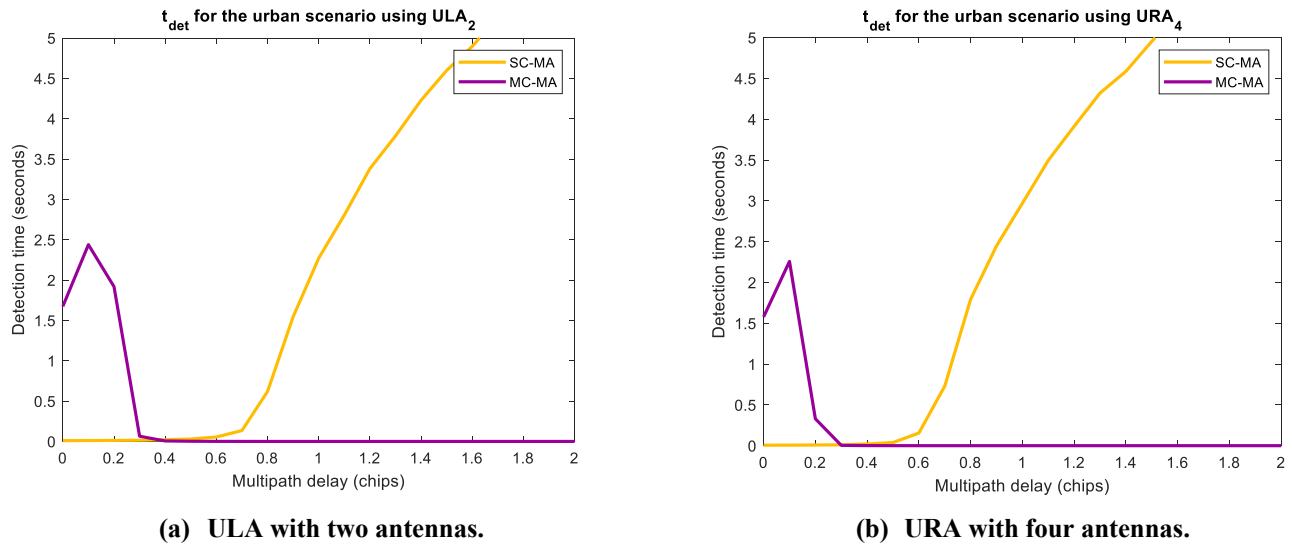 t_det for the urban scenario using ULA_2
5
4.5
4
3.5
3
2.5
2
1.5
1
0.5
0
Detection time (seconds)
0 0.2 0.4 0.6 0.8 1 1.2 1.4 1.6 1.8 2
Multipath delay (chips)
SC-MA
MC-MA
(a) ULA with two antennas.
t_det for the urban scenario using URA_4
5
4.5
4
3.5
3
2.5
2
1.5
1
0.5
0
Detection time (seconds)
0 0.2 0.4 0.6 0.8 1 1.2 1.4 1.6 1.8 2
Multipath delay (chips)
SC-MA
MC-MA
(b) URA with four antennas.